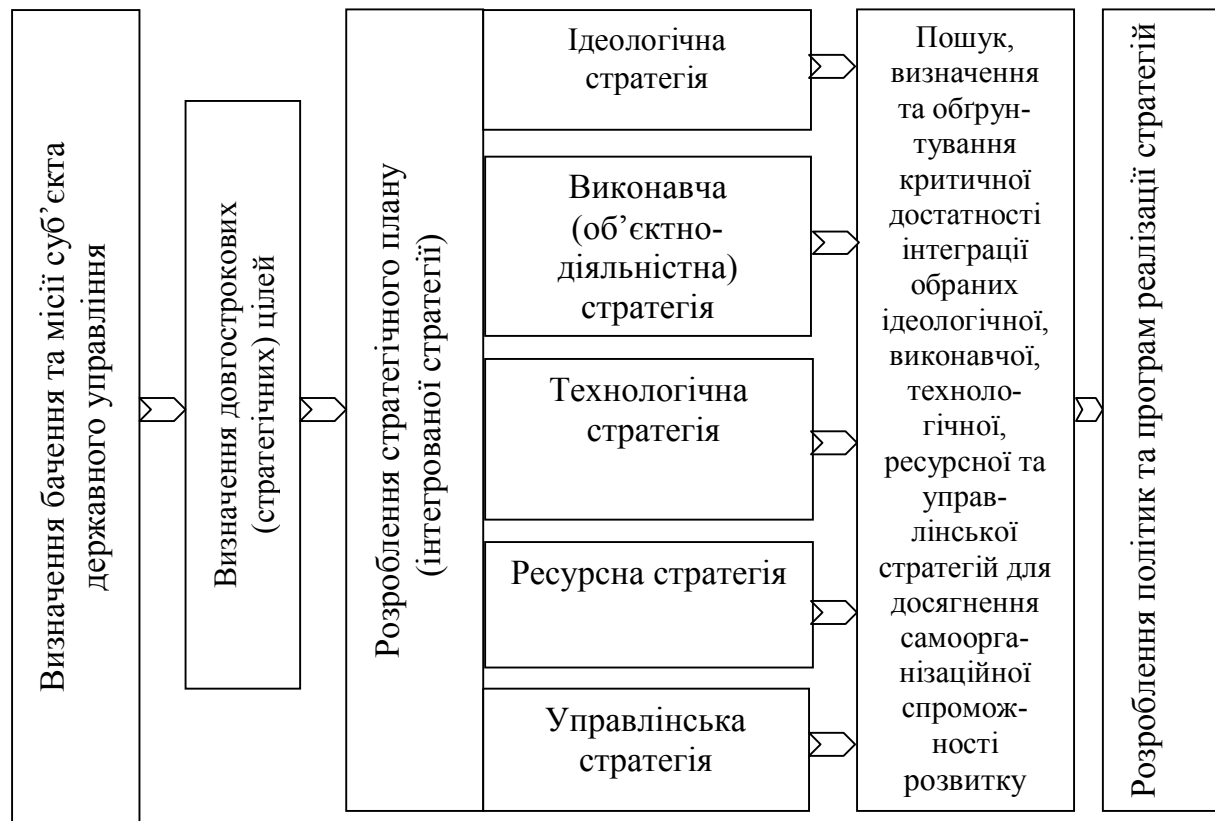 Визначення бачення та місії суб’єкта
державного управління
Визначення довгострокових
(стратегічних) цілей
Розроблення стратегічного плану
(інтегрованої стратегії)
Ідеологічна
стратегія
Виконавча
(об’єктно-
діяльністна)
стратегія
Технологічна
стратегія
Ресурсна стратегія
Управлінська
стратегія
Пошук,
визначення
та обґрун-
тування
критичної
достатності
інтеграції
обраних
ідеологічної,
виконавчої,
техноло-
гічної,
ресурсної та
управ-
лінської
стратегій для
досягнення
самоорга-
нізаційної
спромож-
ності
розвитку
Розроблення політик та програм реалізації стратегій